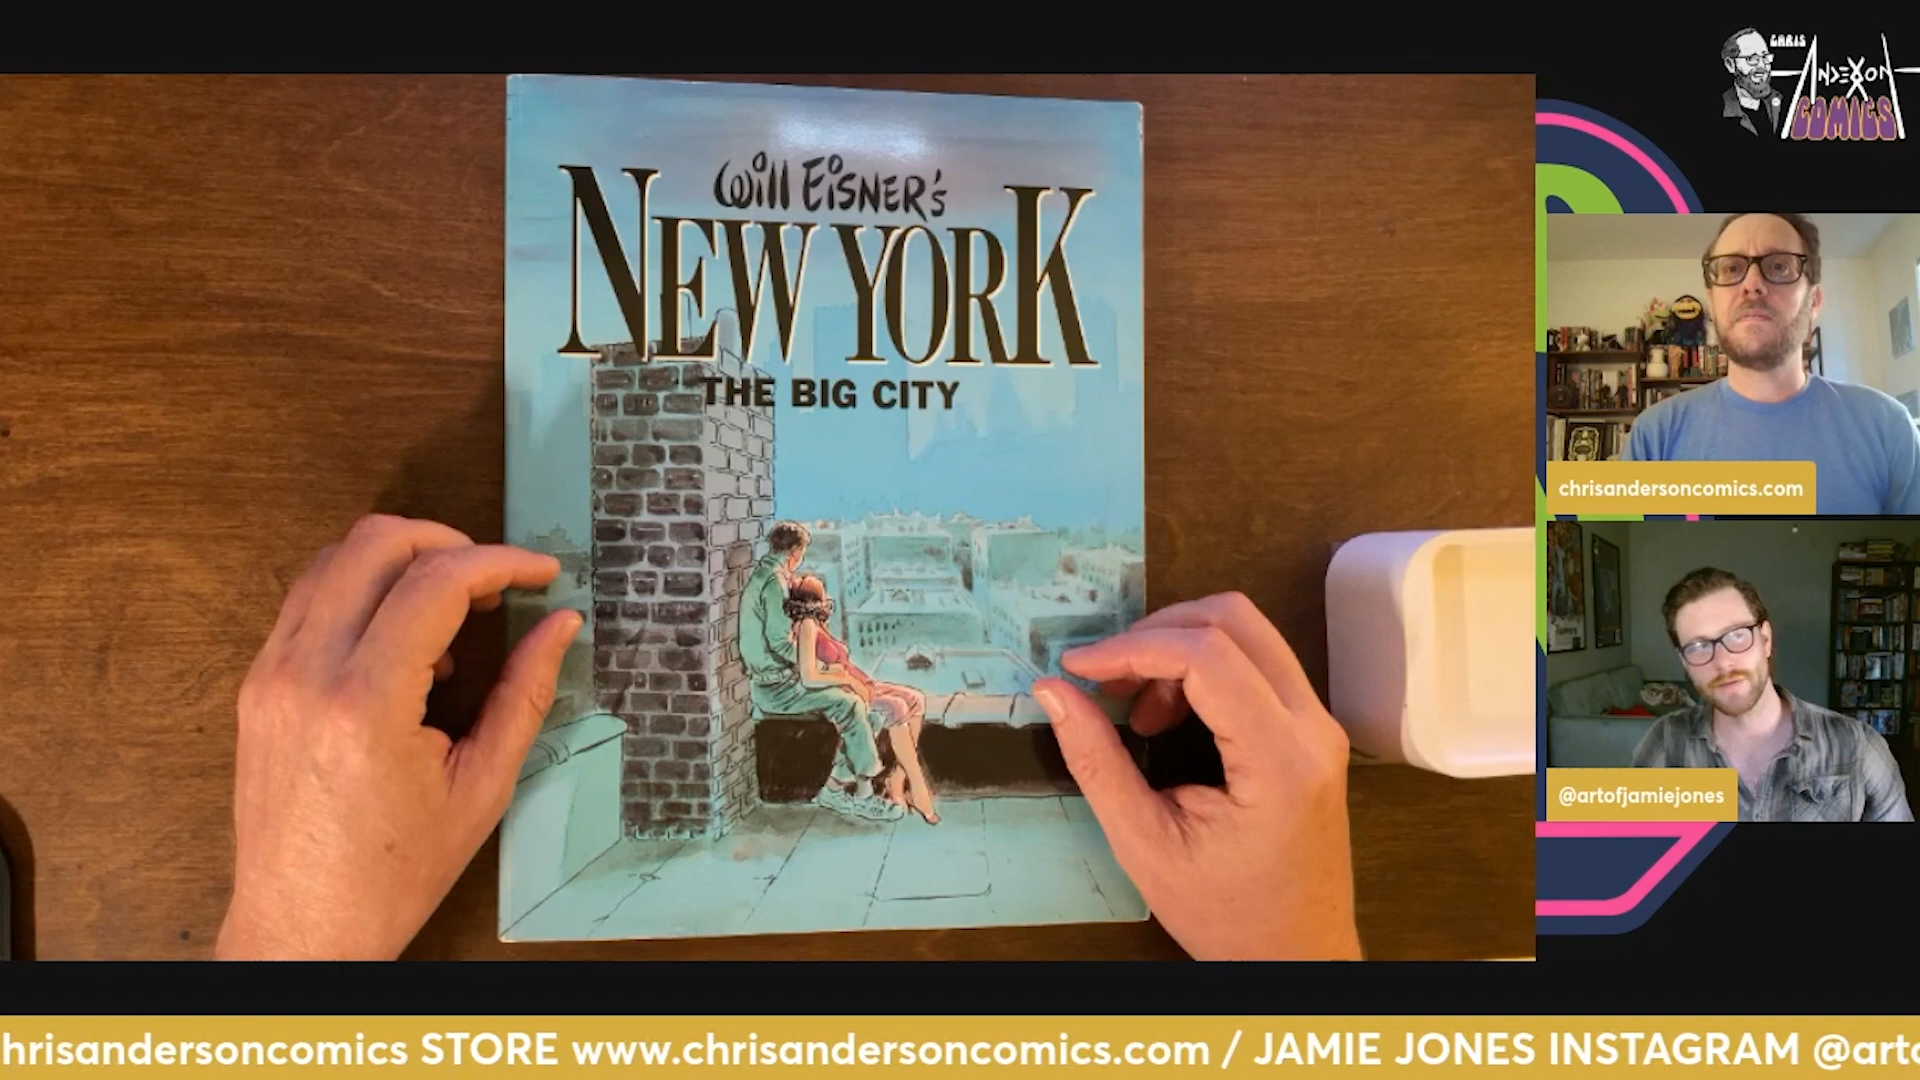 Will Eisner's
NEW YORK
THE BIG CITY
CHRIS
ANDERSON
COMICS
chrisandersoncomics.com
@artofjamiejones
hrisandersoncomics STORE www.chrisandersoncomics.com / JAMIE JONES INSTAGRAM @arto